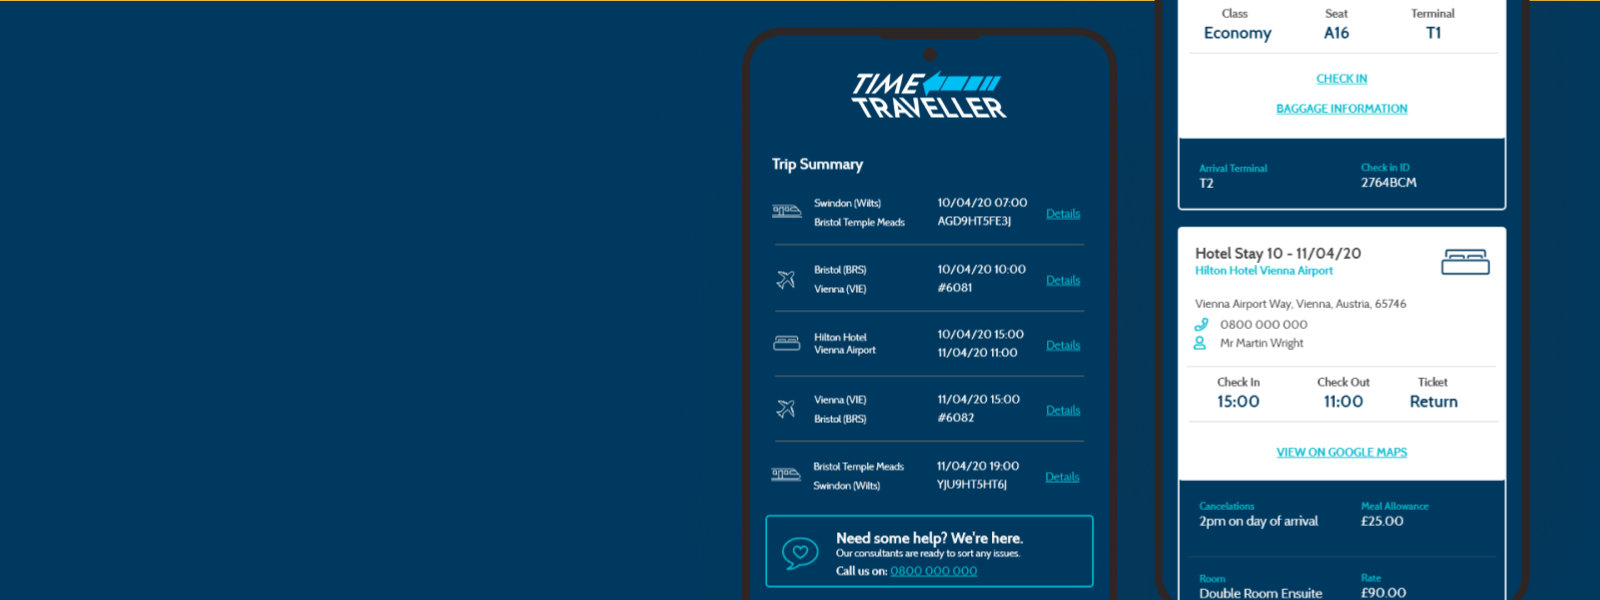 TIME
TRAVELLER
Trip Summary
Swindon (Wilts) 10/04/20 07:00
Bristol Temple Meads AGD9HT5FE3J Details
Bristol (BRS) 10/04/20 10:00
Vienna (VIE) #6081 Details
Hilton Hotel 10/04/20 15:00
Vienna Airport 11/04/20 11:00 Details
Vienna (VIE) 11/04/20 15:00
Bristol (BRS) #6082 Details
Bristol Temple Meads 11/04/20 19:00
Swindon (Wilts) YJU9HT5HT6J Details
Need some help? We're here.
Our consultants are ready to sort any issues.
Call us on: 0800 000 000
Class Seat Terminal
Economy A16 T1
CHECK IN
BAGGAGE INFORMATION
Arrival Terminal Check in ID
T2 2764BCM
Hotel Stay 10 - 11/04/20
Hilton Hotel Vienna Airport
Vienna Airport Way, Vienna, Austria, 65746
0800 000 000
Mr Martin Wright
Check In Check Out Ticket
15:00 11:00 Return
VIEW ON GOOGLE MAPS
Cancelations Meal Allowance
2pm on day of arrival £25.00
Room Rate
Double Room Ensuite £90.00